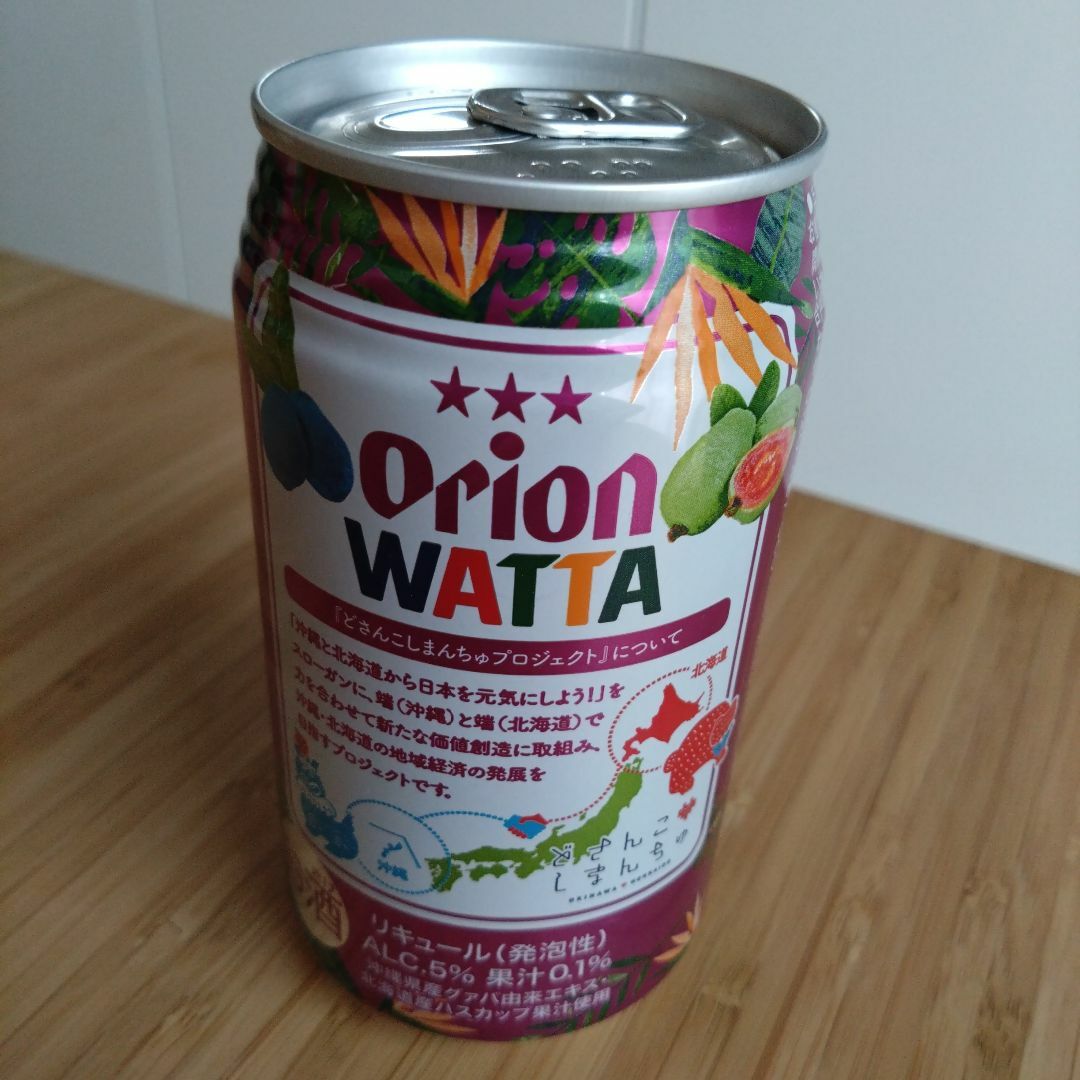 Orion
WATTA
『どさんこしまんちゅプロジェクト』について
「沖縄と北海道から日本を元気にしよう!」を
スローガンに、端(沖縄)と端(北海道)で
力を合わせて新たな価値創造に取組み、
沖縄・北海道の地域経済の発展を
目指すプロジェクトです。
北海道
沖縄
どさんこ
しまんちゅ
OKINAWA HOKKAIDO
酒
リキュール(発泡性)
ALC.5% 果汁0.1%
沖縄県産グァバ由来エキス・
北海道産ハスカップ果汁使用